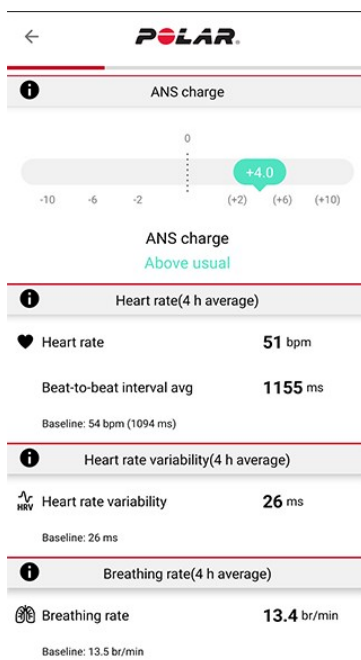 POLAR.
i ANS charge
0
+4.0
-10 -6 -2 (+2) (+6) (+10)
ANS charge
Above usual
i Heart rate(4 h average)
Heart rate 51 bpm
Beat-to-beat interval avg 1155 ms
Baseline: 54 bpm (1094 ms)
i Heart rate variability(4 h average)
HRV Heart rate variability 26 ms
Baseline: 26 ms
i Breathing rate(4 h average)
Breathing rate 13.4 br/min
Baseline: 13.5 br/min